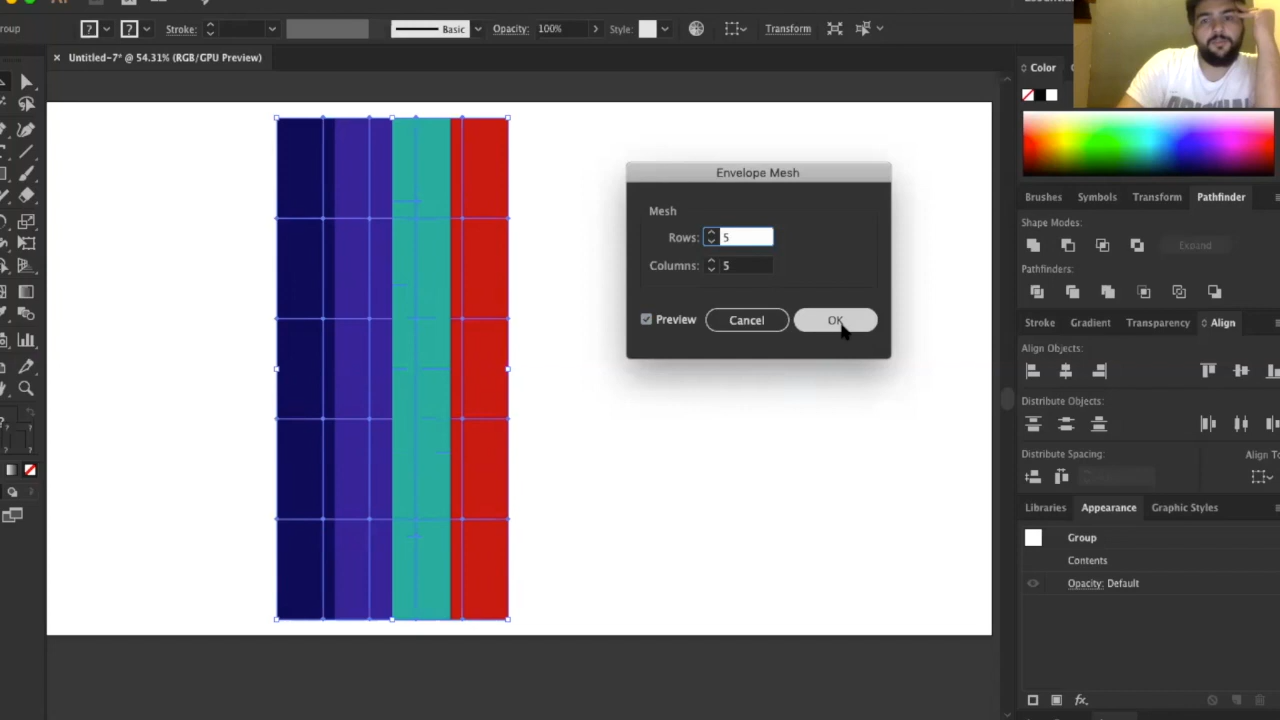 roup
?
?
Stroke:
Basic
Opacity:
100%
Style:
Transform
× Untitled-7* @ 54.31% (RGB/GPU Preview)
Color
Envelope Mesh
Mesh
Rows: 5
Columns: 5
Preview
Cancel
OK
Brushes
Symbols
Transform
Pathfinder
Shape Modes:
Expand
Pathfinders:
Stroke
Gradient
Transparency
Align
Align Objects:
Distribute Objects:
Distribute Spacing:
Align To
Libraries
Appearance
Graphic Styles
Group
Contents
Opacity: Default
fx